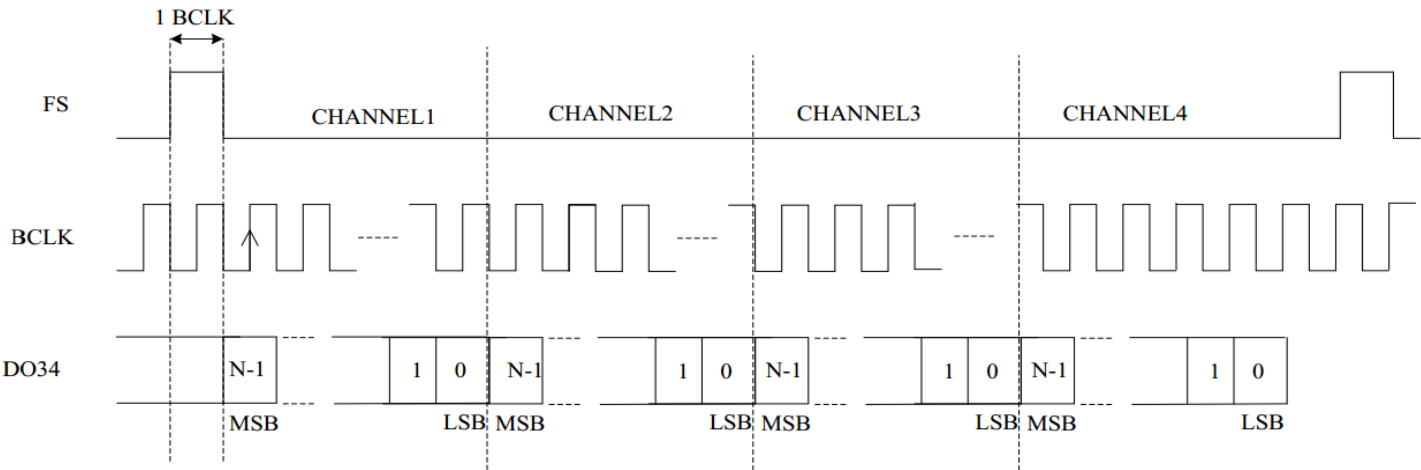 1 BCLK
FS
CHANNEL1 CHANNEL2 CHANNEL3 CHANNEL4
BCLK
DO34
N-1 1 0 N-1 1 0 N-1 1 0 N-1 1 0
MSB LSB MSB LSB MSB LSB MSB LSB